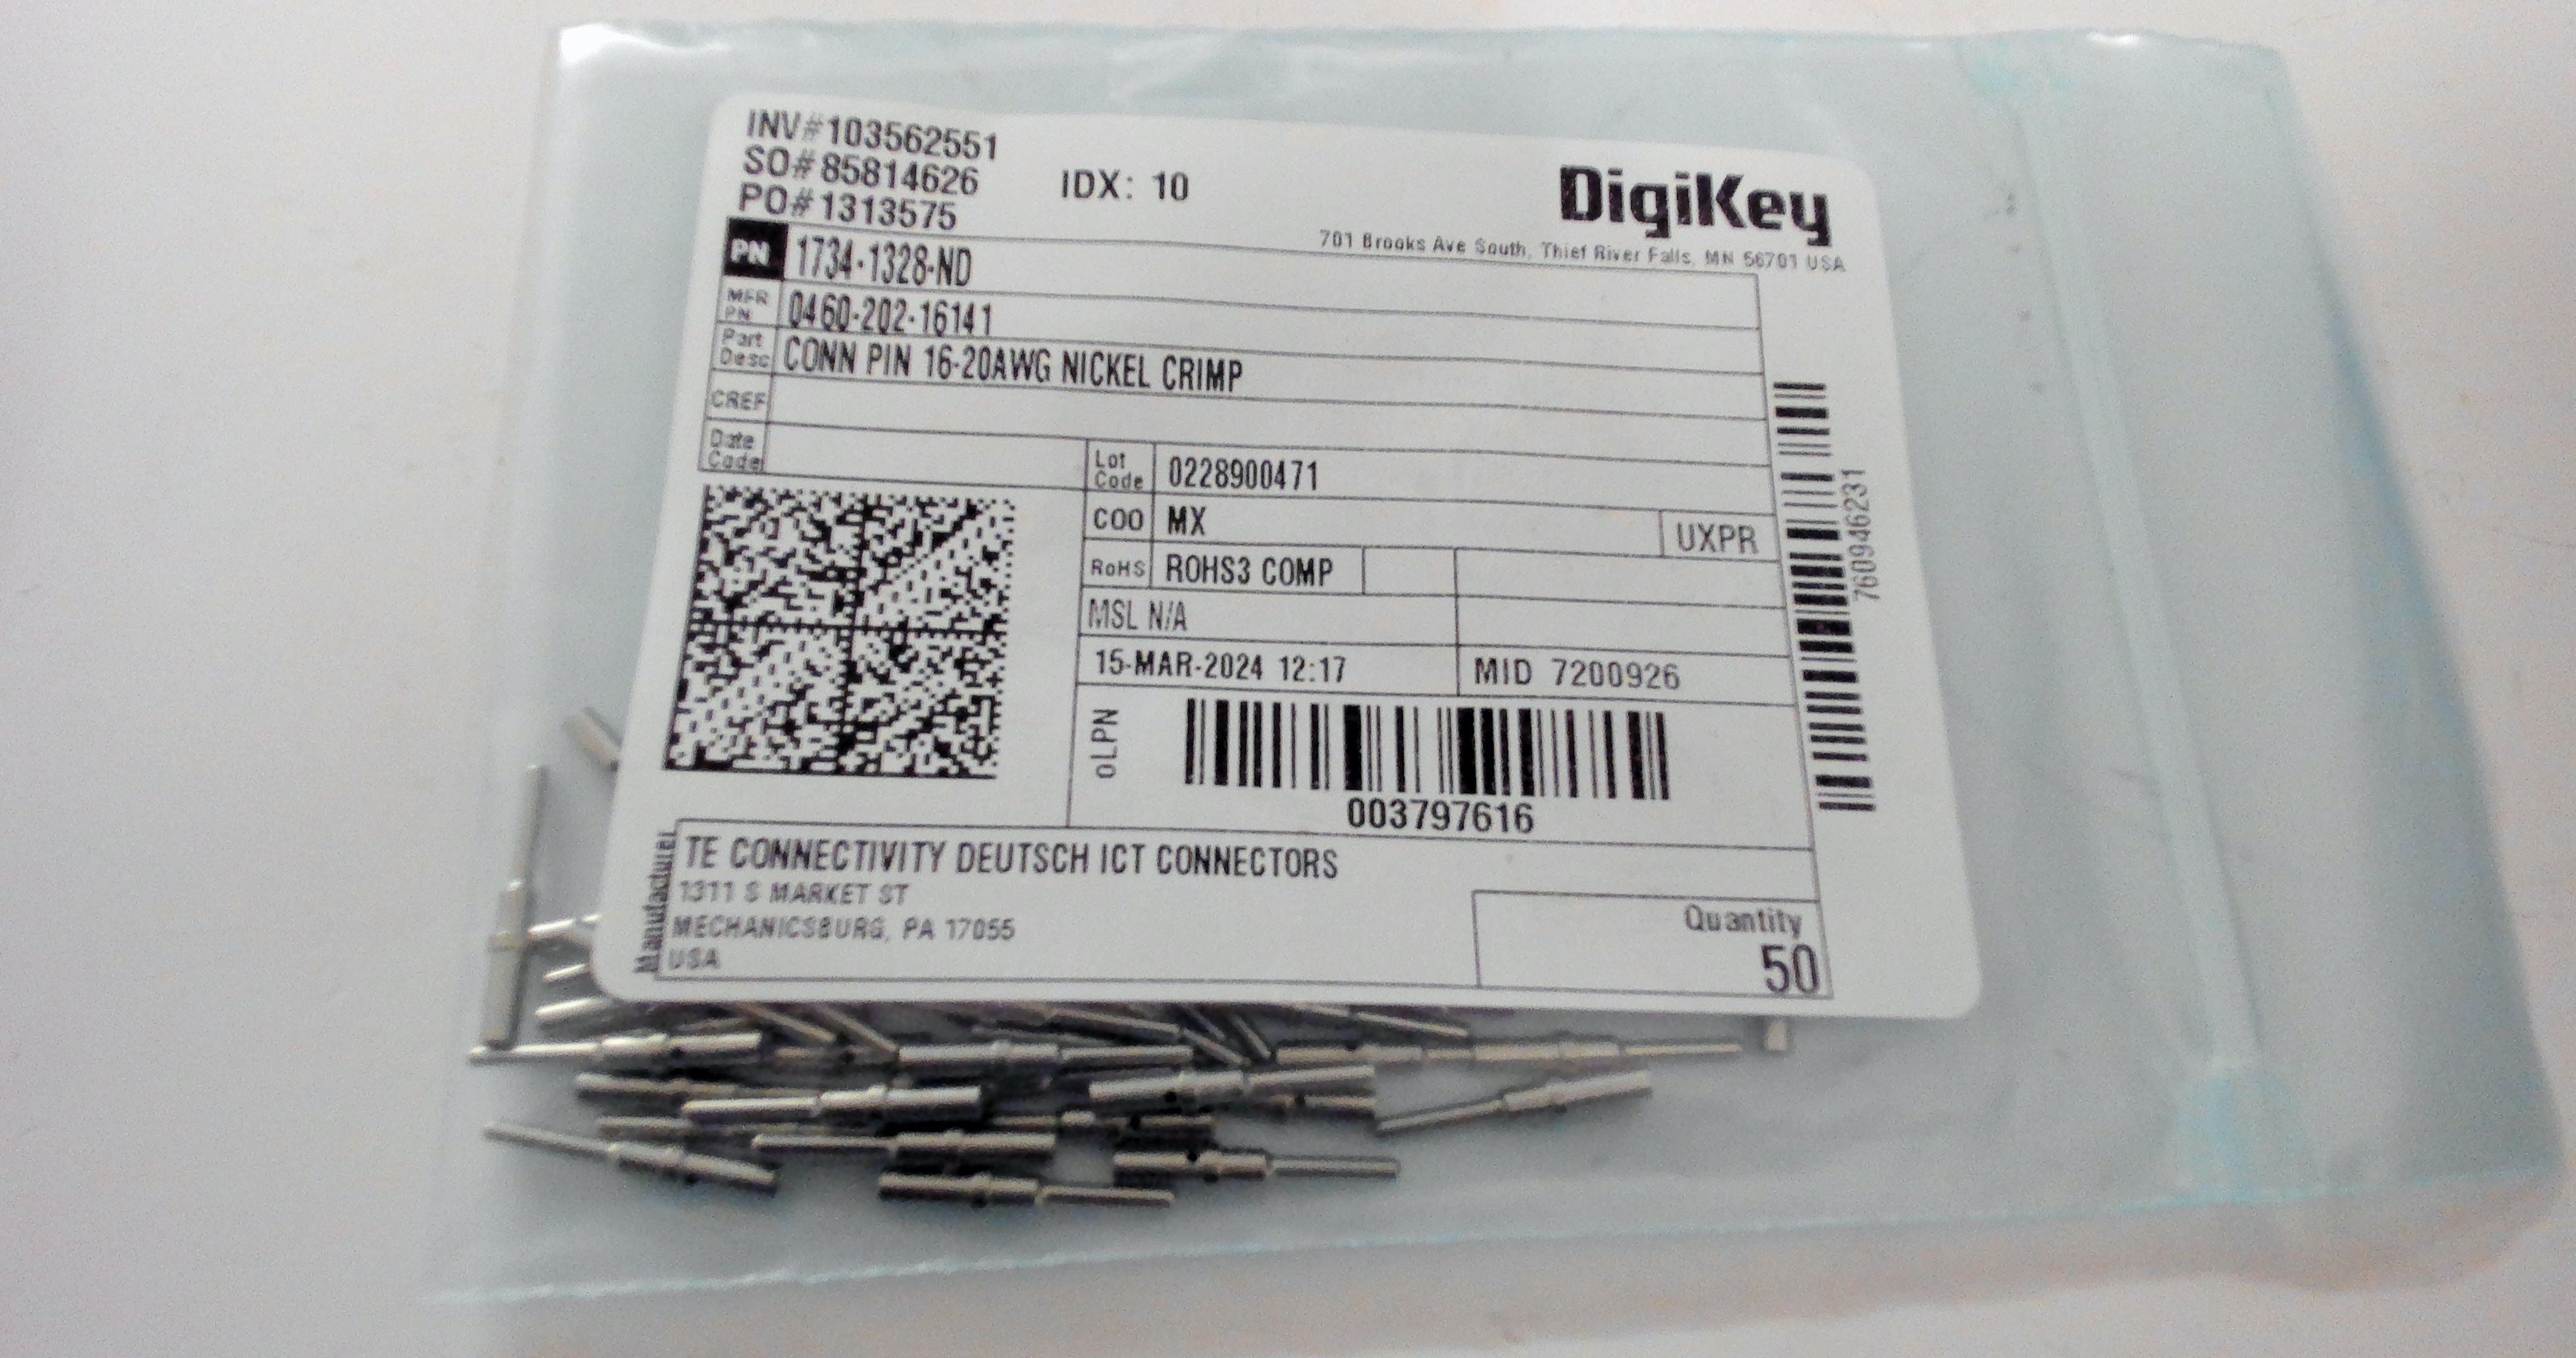 INV#103562551
SO#85814626
PO#1313575
IDX: 10
DigiKey
701 Brooks Ave South, Thief River Falls, MN 56701 USA
PN 1734-1328-ND
MFR PN 0460-202-16141
Part Desc CONN PIN 16-20AWG NICKEL CRIMP
CREF
Date Code
Lot Code 0228900471
COO MX UXPR
RoHS ROHS3 COMP
MSL N/A
15-MAR-2024 12:17 MID 7200926
oLPN
003797616
7609946231
Manufacturer
TE CONNECTIVITY DEUTSCH ICT CONNECTORS
1311 S MARKET ST
MECHANICSBURG, PA 17055
USA
Quantity
50